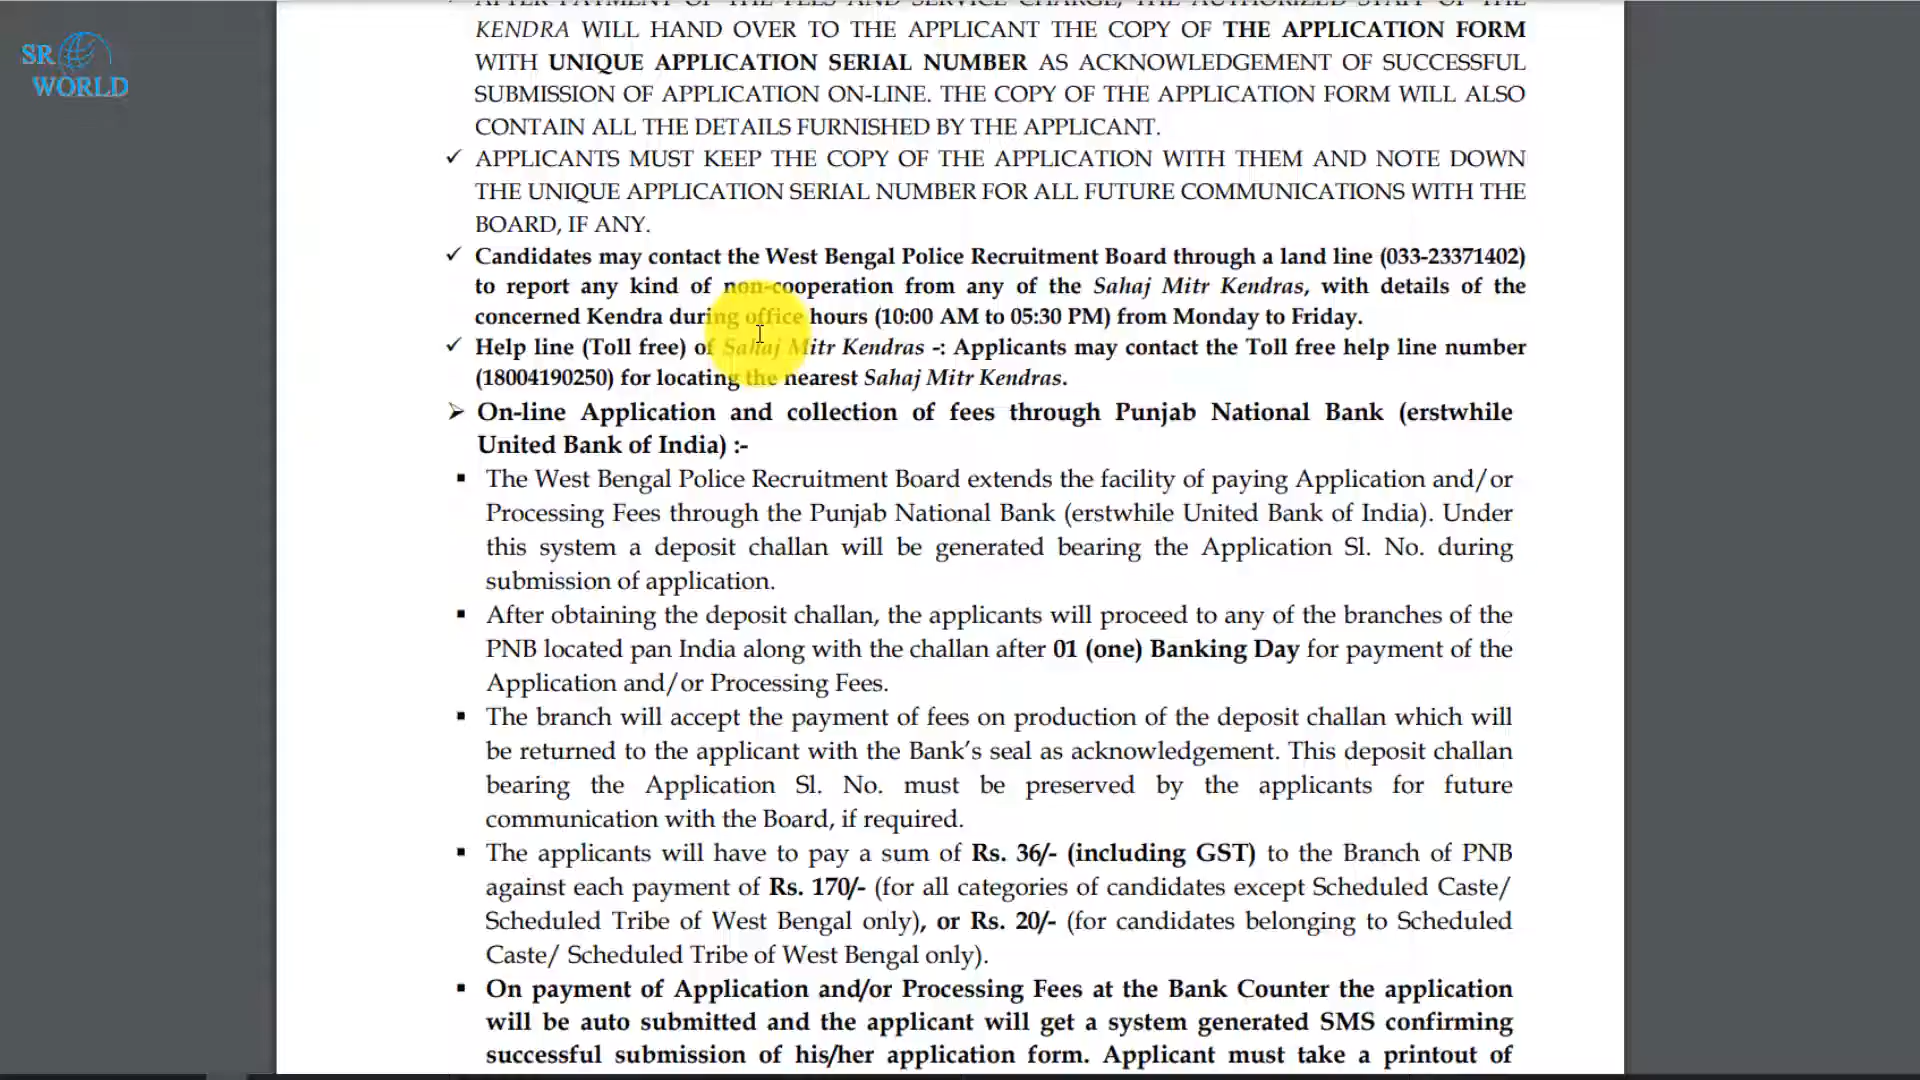 SR
WORLD
AFTER PAYMENT OF THE FEES AND SERVICE CHARGE, THE AUTHORIZED STAFF OF THE
KENDRA WILL HAND OVER TO THE APPLICANT THE COPY OF THE APPLICATION FORM
WITH UNIQUE APPLICATION SERIAL NUMBER AS ACKNOWLEDGEMENT OF SUCCESSFUL
SUBMISSION OF APPLICATION ON-LINE. THE COPY OF THE APPLICATION FORM WILL ALSO
CONTAIN ALL THE DETAILS FURNISHED BY THE APPLICANT.
✓ APPLICANTS MUST KEEP THE COPY OF THE APPLICATION WITH THEM AND NOTE DOWN
THE UNIQUE APPLICATION SERIAL NUMBER FOR ALL FUTURE COMMUNICATIONS WITH THE
BOARD, IF ANY.
✓ Candidates may contact the West Bengal Police Recruitment Board through a land line (033-23371402)
to report any kind of non-cooperation from any of the Sahaj Mitr Kendras, with details of the
concerned Kendra during office hours (10:00 AM to 05:30 PM) from Monday to Friday.
✓ Help line (Toll free) of Sahaj Mitr Kendras -: Applicants may contact the Toll free help line number
(18004190250) for locating the nearest Sahaj Mitr Kendras.
➢ On-line Application and collection of fees through Punjab National Bank (erstwhile
United Bank of India) :-
▪ The West Bengal Police Recruitment Board extends the facility of paying Application and/or
Processing Fees through the Punjab National Bank (erstwhile United Bank of India). Under
this system a deposit challan will be generated bearing the Application Sl. No. during
submission of application.
▪ After obtaining the deposit challan, the applicants will proceed to any of the branches of the
PNB located pan India along with the challan after 01 (one) Banking Day for payment of the
Application and/or Processing Fees.
▪ The branch will accept the payment of fees on production of the deposit challan which will
be returned to the applicant with the Bank's seal as acknowledgement. This deposit challan
bearing the Application Sl. No. must be preserved by the applicants for future
communication with the Board, if required.
▪ The applicants will have to pay a sum of Rs. 36/- (including GST) to the Branch of PNB
against each payment of Rs. 170/- (for all categories of candidates except Scheduled Caste/
Scheduled Tribe of West Bengal only), or Rs. 20/- (for candidates belonging to Scheduled
Caste/ Scheduled Tribe of West Bengal only).
▪ On payment of Application and/or Processing Fees at the Bank Counter the application
will be auto submitted and the applicant will get a system generated SMS confirming
successful submission of his/her application form. Applicant must take a printout of